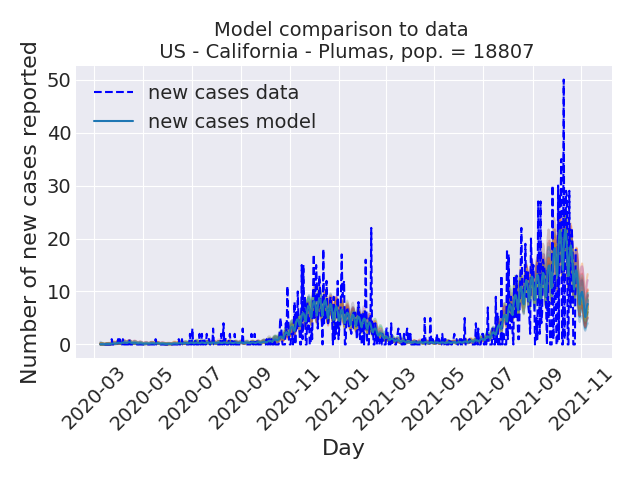 Model comparison to data
US - California - Plumas, pop. = 18807
Number of new cases reported
50
40
30
20
10
0
new cases data
new cases model
2020-03
2020-05
2020-07
2020-09
2020-11
2021-01
2021-03
2021-05
2021-07
2021-09
2021-11
Day